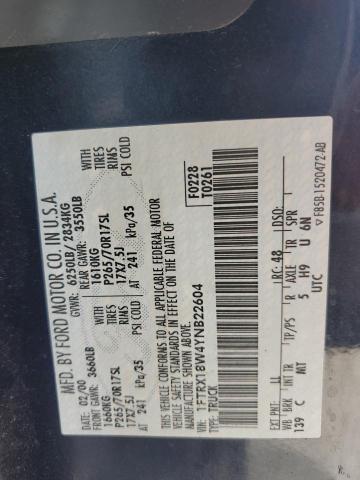 MFD. BY FORD MOTOR CO. IN U.S.A.
GVWR: 6250LB / 2834KG
02/00
FRONT GAWR: 3660LB
REAR GAWR: 3550LB
1660KG WITH 1610KG WITH
P265/70R17SL TIRES P265/70R17SL TIRES
17X7.5J RIMS 17X7.5J RIMS
AT 241 kPa/35 PSI COLD AT 241 kPa/35 PSI COLD
THIS VEHICLE CONFORMS TO ALL APPLICABLE FEDERAL MOTOR
VEHICLE SAFETY STANDARDS IN EFFECT ON THE DATE OF
MANUFACTURE SHOWN ABOVE.
F0228
T0261
VIN: 1FTRX18W4YNB22604
TYPE: TRUCK
EXT PNT: LL RC: 48 DSO:
WB BRK INT TR TP/PS R AXLE TR SPR
139 C MT 5 H9 U 6N
UTC
▽ F85B-1520472-AB